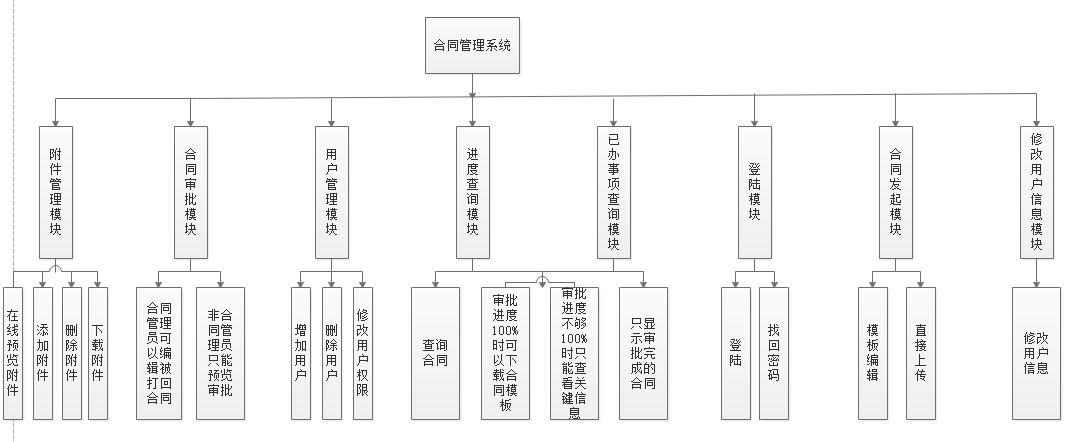 合同管理系统
附件管理模块
合同审批模块
用户管理模块
进度查询模块
已办事项查询模块
登陆模块
合同发起模块
修改用户信息模块
在线预览附件
添加附件
删除附件
下载附件
合同
管理
员可
以编
辑被
打回
合同
非合
同管
理员
只能
预览
审批
增加用户
删除用户
修改用户权限
查询
合同
审批
进度
100%
时可
以下
载合
同模
板
审批
进度
不够
100%
时只
能查
看关
键信
息
只显
示审
批完
成的
合同
登陆
找回密码
模板编辑
直接上传
修改
用户
信息